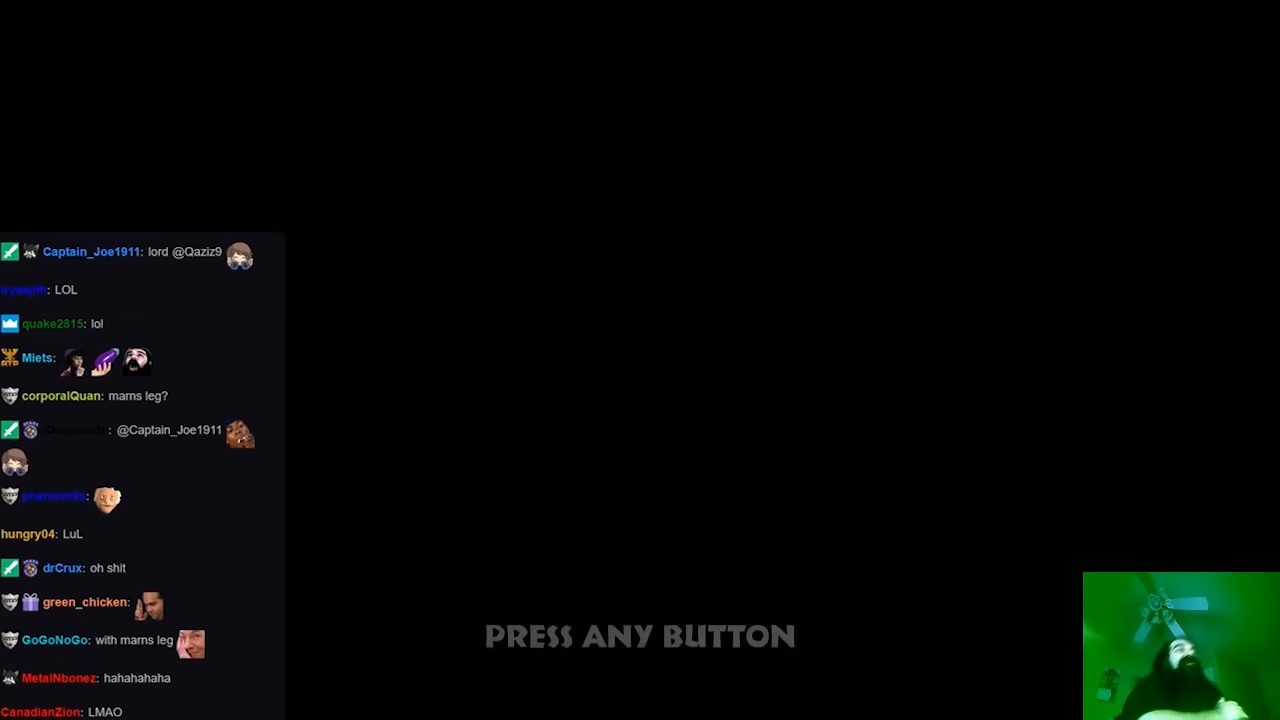 Captain_Joe1911: lord @Qaziz9
: LOL
quake2815: lol
Miets:
corporalQuan: marns leg?
: @Captain_Joe1911
phantom9s:
hungry04: LuL
drCrux: oh shit
green_chicken:
GoGoNoGo: with marns leg
PRESS ANY BUTTON
MetalNbonez: hahahahaha
CanadianZion: LMAO